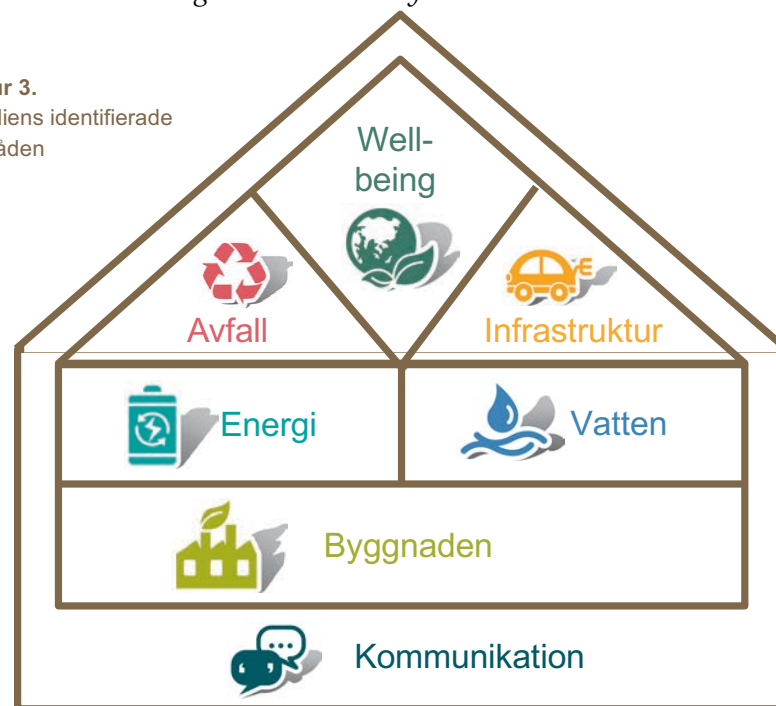 ur 3.
liens identifierade
åden
Well-
being
Avfall
Infrastruktur
Energi
Vatten
Byggnaden
Kommunikation